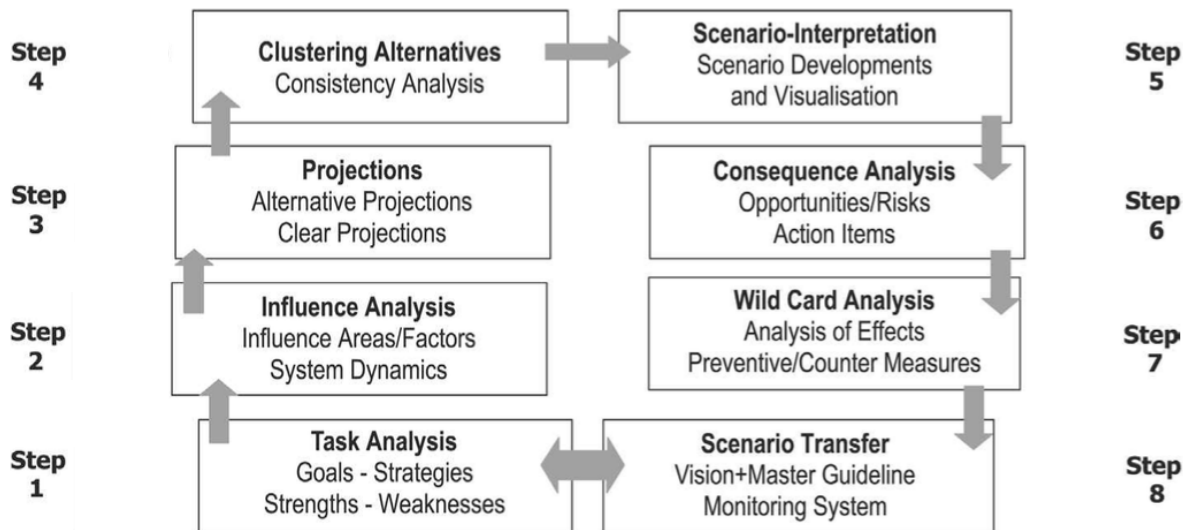 Step
4
Clustering Alternatives
Consistency Analysis
Scenario-Interpretation
Scenario Developments
and Visualisation
Step
5
Step
3
Projections
Alternative Projections
Clear Projections
Consequence Analysis
Opportunities/Risks
Action Items
Step
6
Step
2
Influence Analysis
Influence Areas/Factors
System Dynamics
Wild Card Analysis
Analysis of Effects
Preventive/Counter Measures
Step
7
Step
1
Task Analysis
Goals - Strategies
Strengths - Weaknesses
Scenario Transfer
Vision+Master Guideline
Monitoring System
Step
8